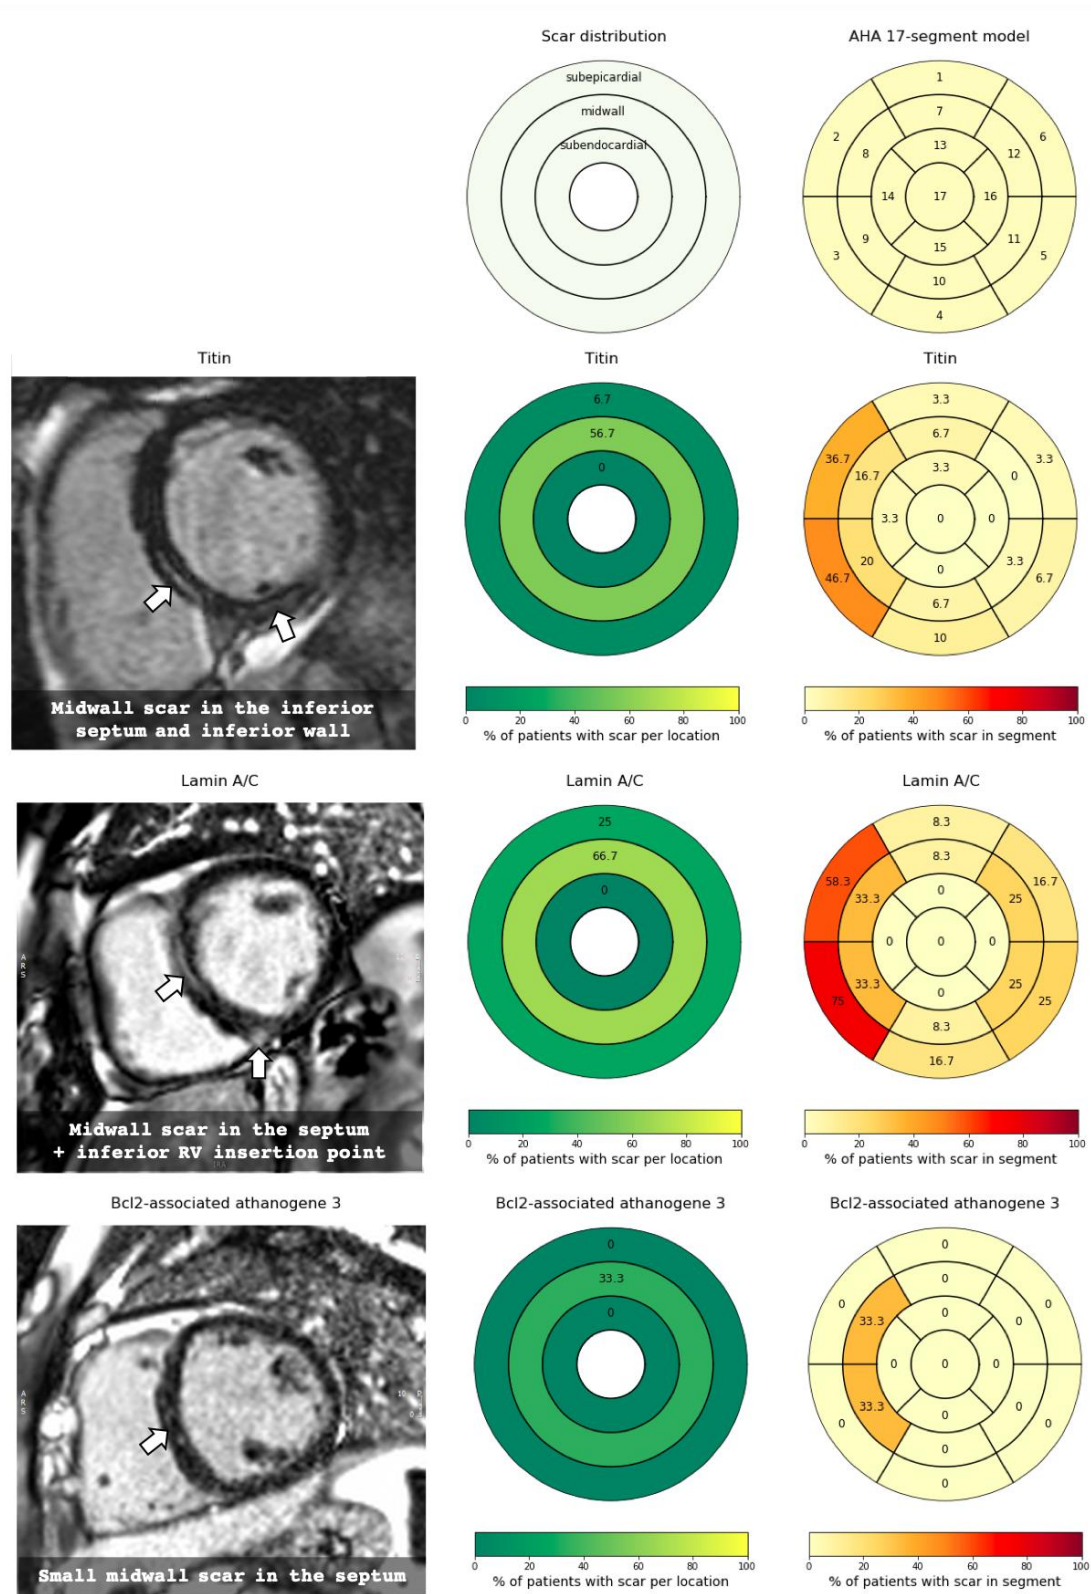 Scar distribution
AHA 17-segment model
subepicardial
midwall
subendocardial
1
7
2
6
8
13
12
14
17
16
9
15
11
3
10
5
4
Titin
Titin
Titin
6.7
56.7
0
3.3
6.7
36.7
3.3
3.3
16.7
0
3.3
0
0
20
0
3.3
46.7
6.7
6.7
10
Midwall scar in the inferior
septum and inferior wall
0 20 40 60 80 100
% of patients with scar per location
0 20 40 60 80 100
% of patients with scar in segment
Lamin A/C
Lamin A/C
Lamin A/C
25
66.7
0
8.3
8.3
58.3
16.7
33.3
0
25
0
0
0
33.3
0
25
75
25
8.3
16.7
A
R
S
Midwall scar in the septum
+ inferior RV insertion point
0 20 40 60 80 100
% of patients with scar per location
0 20 40 60 80 100
% of patients with scar in segment
Bcl2-associated athanogene 3
Bcl2-associated athanogene 3
Bcl2-associated athanogene 3
0
33.3
0
0
0
0
0
33.3
0
0
0
0
0
33.3
0
0
0
0
0
0
A
R
S
10
Small midwall scar in the septum
0 20 40 60 80 100
% of patients with scar per location
0 20 40 60 80 100
% of patients with scar in segment